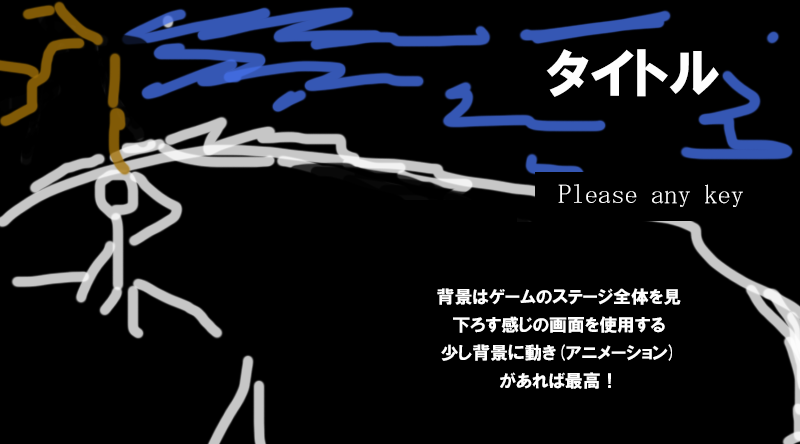 タイトル
Please any key
背景はゲームのステージ全体を見
下ろす感じの画面を使用する
少し背景に動き(アニメーション)
があれば最高！